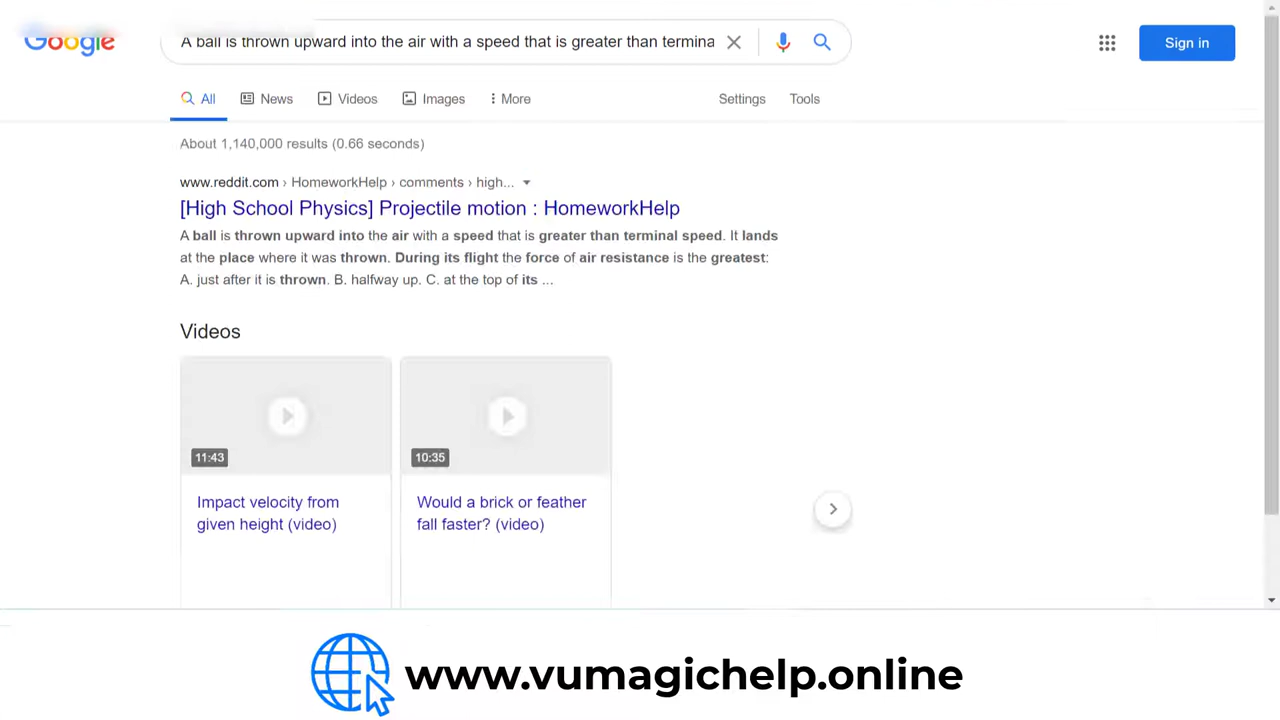 Google
A ball is thrown upward into the air with a speed that is greater than termina
Sign in
All News Videos Images More Settings Tools
About 1,140,000 results (0.66 seconds)
www.reddit.com › HomeworkHelp › comments › high...
[High School Physics] Projectile motion : HomeworkHelp
A ball is thrown upward into the air with a speed that is greater than terminal speed. It lands
at the place where it was thrown. During its flight the force of air resistance is the greatest:
A. just after it is thrown. B. halfway up. C. at the top of its ...
Videos
11:43 10:35
Impact velocity from
given height (video)
Would a brick or feather
fall faster? (video)
www.vumagichelp.online